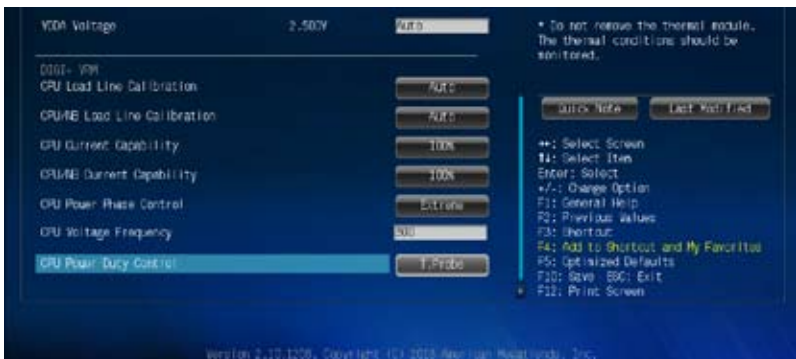 VDDA Voltage 2.500V Auto
* Do not remove the thermal module.
The thermal conditions should be
monitored.
DIGI+ VRM
CPU Load Line Calibration Auto
CPU/NB Load Line Calibration Auto
CPU Current Capability 100%
CPU/NB Current Capability 100%
CPU Power Phase Control Extreme
CPU Voltage Frequency 300
CPU Power Duty Control T.Probe
Quick Note Last Modified
→←: Select Screen
↑↓: Select Item
Enter: Select
+/-: Change Option
F1: General Help
F2: Previous Values
F3: Shortcut
F4: Add to Shortcut and My Favorites
F5: Optimized Defaults
F10: Save ESC: Exit
F12: Print Screen
Version 2.10.1208. Copyright (C) American Megatrends, Inc.